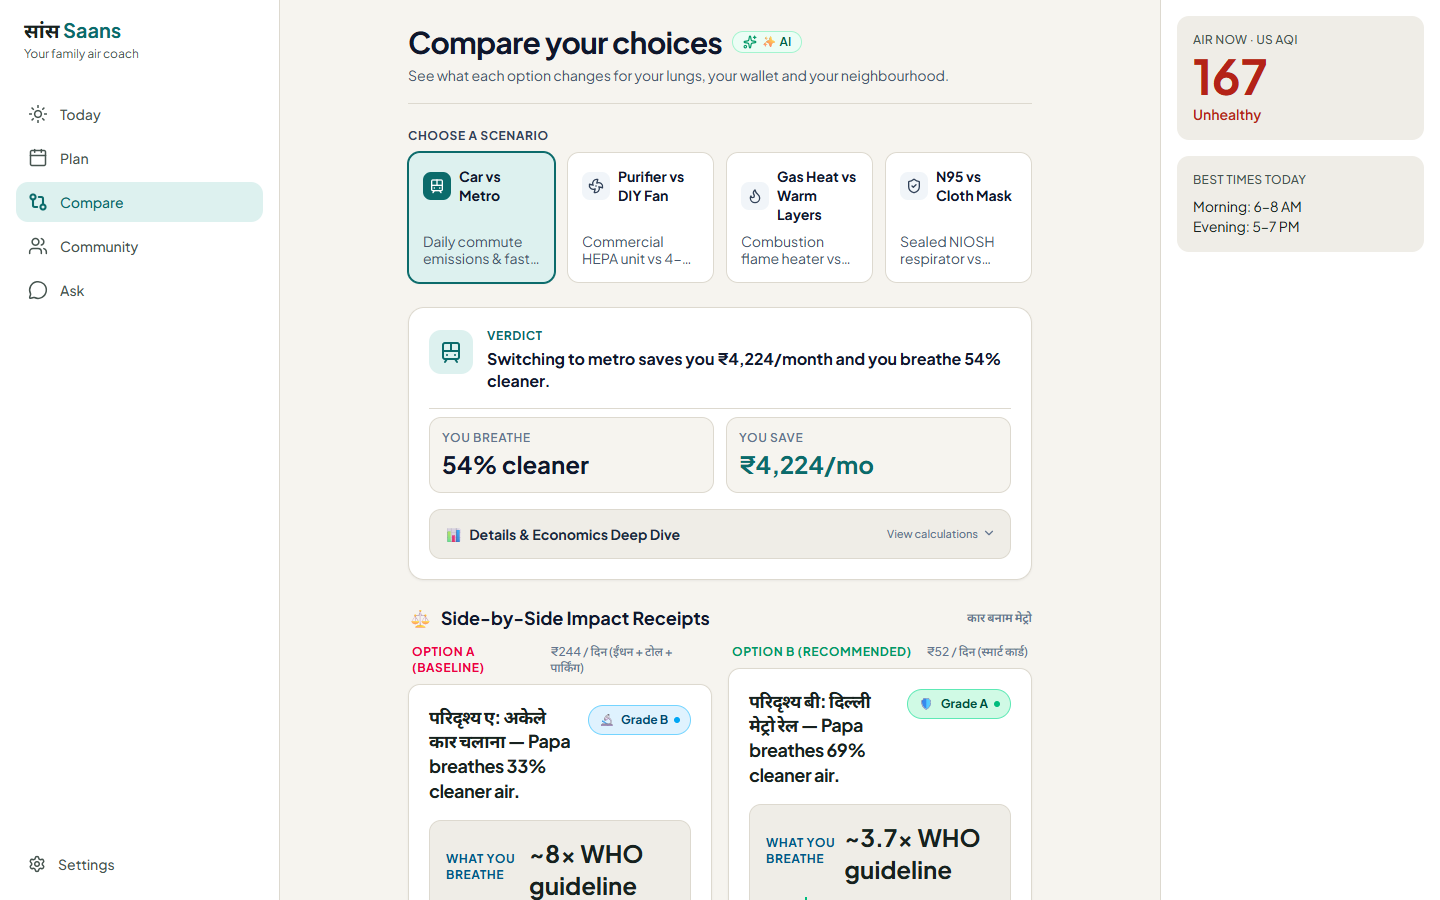 सांस Saans
Your family air coach
Today
Plan
Compare
Community
Ask
Settings
Compare your choices
✨ AI
See what each option changes for your lungs, your wallet and your neighbourhood.
CHOOSE A SCENARIO
Car vs
Metro
Daily commute
emissions & fast…
Purifier vs
DIY Fan
Commercial
HEPA unit vs 4–…
Gas Heat vs
Warm
Layers
Combustion
flame heater vs…
N95 vs
Cloth Mask
Sealed NIOSH
respirator vs…
VERDICT
Switching to metro saves you ₹4,224/month and you breathe 54%
cleaner.
YOU BREATHE
54% cleaner
YOU SAVE
₹4,224/mo
📊 Details & Economics Deep Dive
View calculations
⚖️ Side-by-Side Impact Receipts
कार बनाम मेट्रो
OPTION A
(BASELINE)
₹244 / दिन (ईंधन + टोल +
पार्किंग)
परिदृश्य ए: अकेले
कार चलाना — Papa
breathes 33%
cleaner air.
🔬 Grade B
WHAT YOU
BREATHE
~8× WHO
guideline
OPTION B (RECOMMENDED)
₹52 / दिन (स्मार्ट कार्ड)
परिदृश्य बी: दिल्ली
मेट्रो रेल — Papa
breathes 69%
cleaner air.
🛡️ Grade A
WHAT YOU
BREATHE
~3.7× WHO
guideline
AIR NOW · US AQI
167
Unhealthy
BEST TIMES TODAY
Morning: 6–8 AM
Evening: 5–7 PM